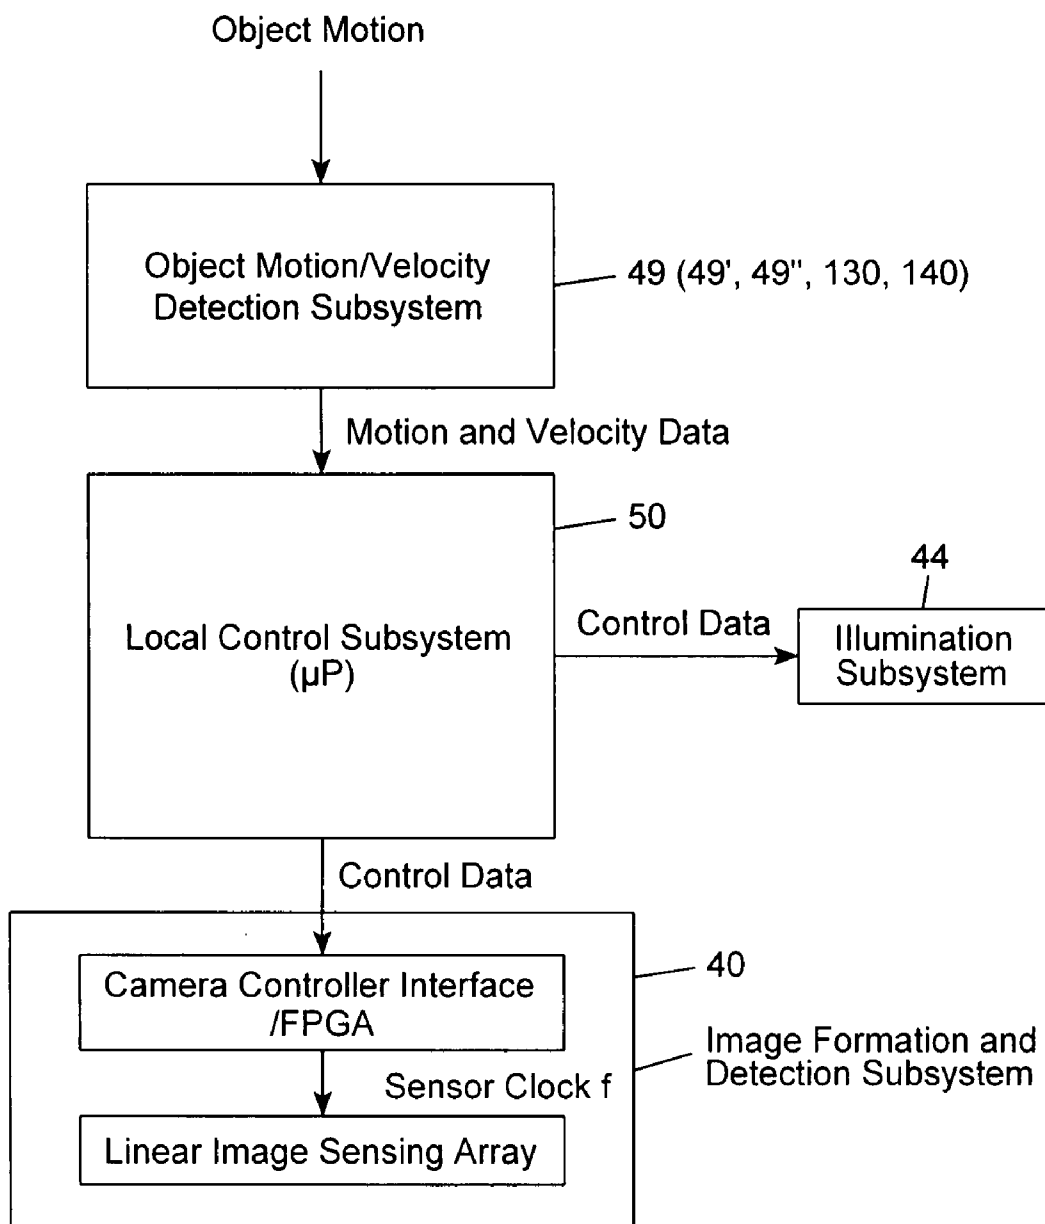 Object Motion
Object Motion/Velocity
Detection Subsystem
49 (49', 49", 130, 140)
Motion and Velocity Data
50
44
Local Control Subsystem
(µP)
Control Data
Illumination
Subsystem
Control Data
40
Camera Controller Interface
/FPGA
Image Formation and
Detection Subsystem
Sensor Clock f
Linear Image Sensing Array